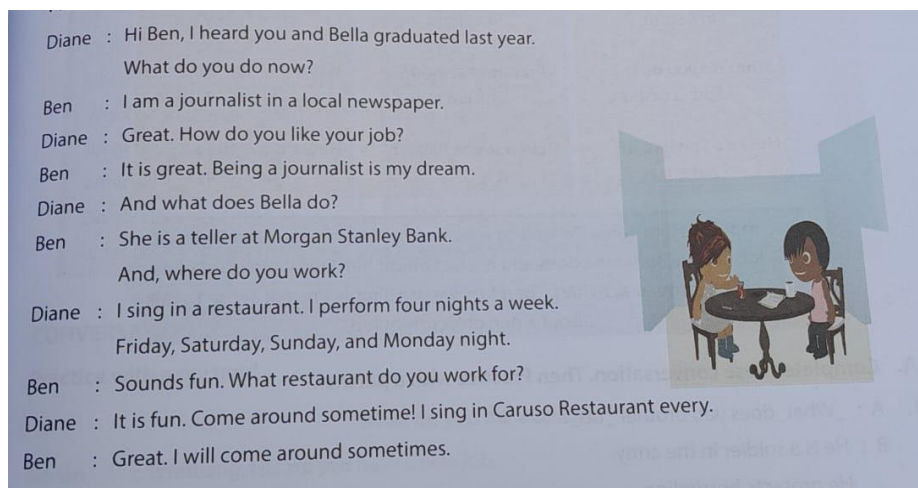 Diane : Hi Ben, I heard you and Bella graduated last year.
What do you do now?
Ben : I am a journalist in a local newspaper.
Diane : Great. How do you like your job?
Ben : It is great. Being a journalist is my dream.
Diane : And what does Bella do?
Ben : She is a teller at Morgan Stanley Bank.
And, where do you work?
Diane : I sing in a restaurant. I perform four nights a week.
Friday, Saturday, Sunday, and Monday night.
Ben : Sounds fun. What restaurant do you work for?
Diane : It is fun. Come around sometime! I sing in Caruso Restaurant every.
Ben : Great. I will come around sometimes.